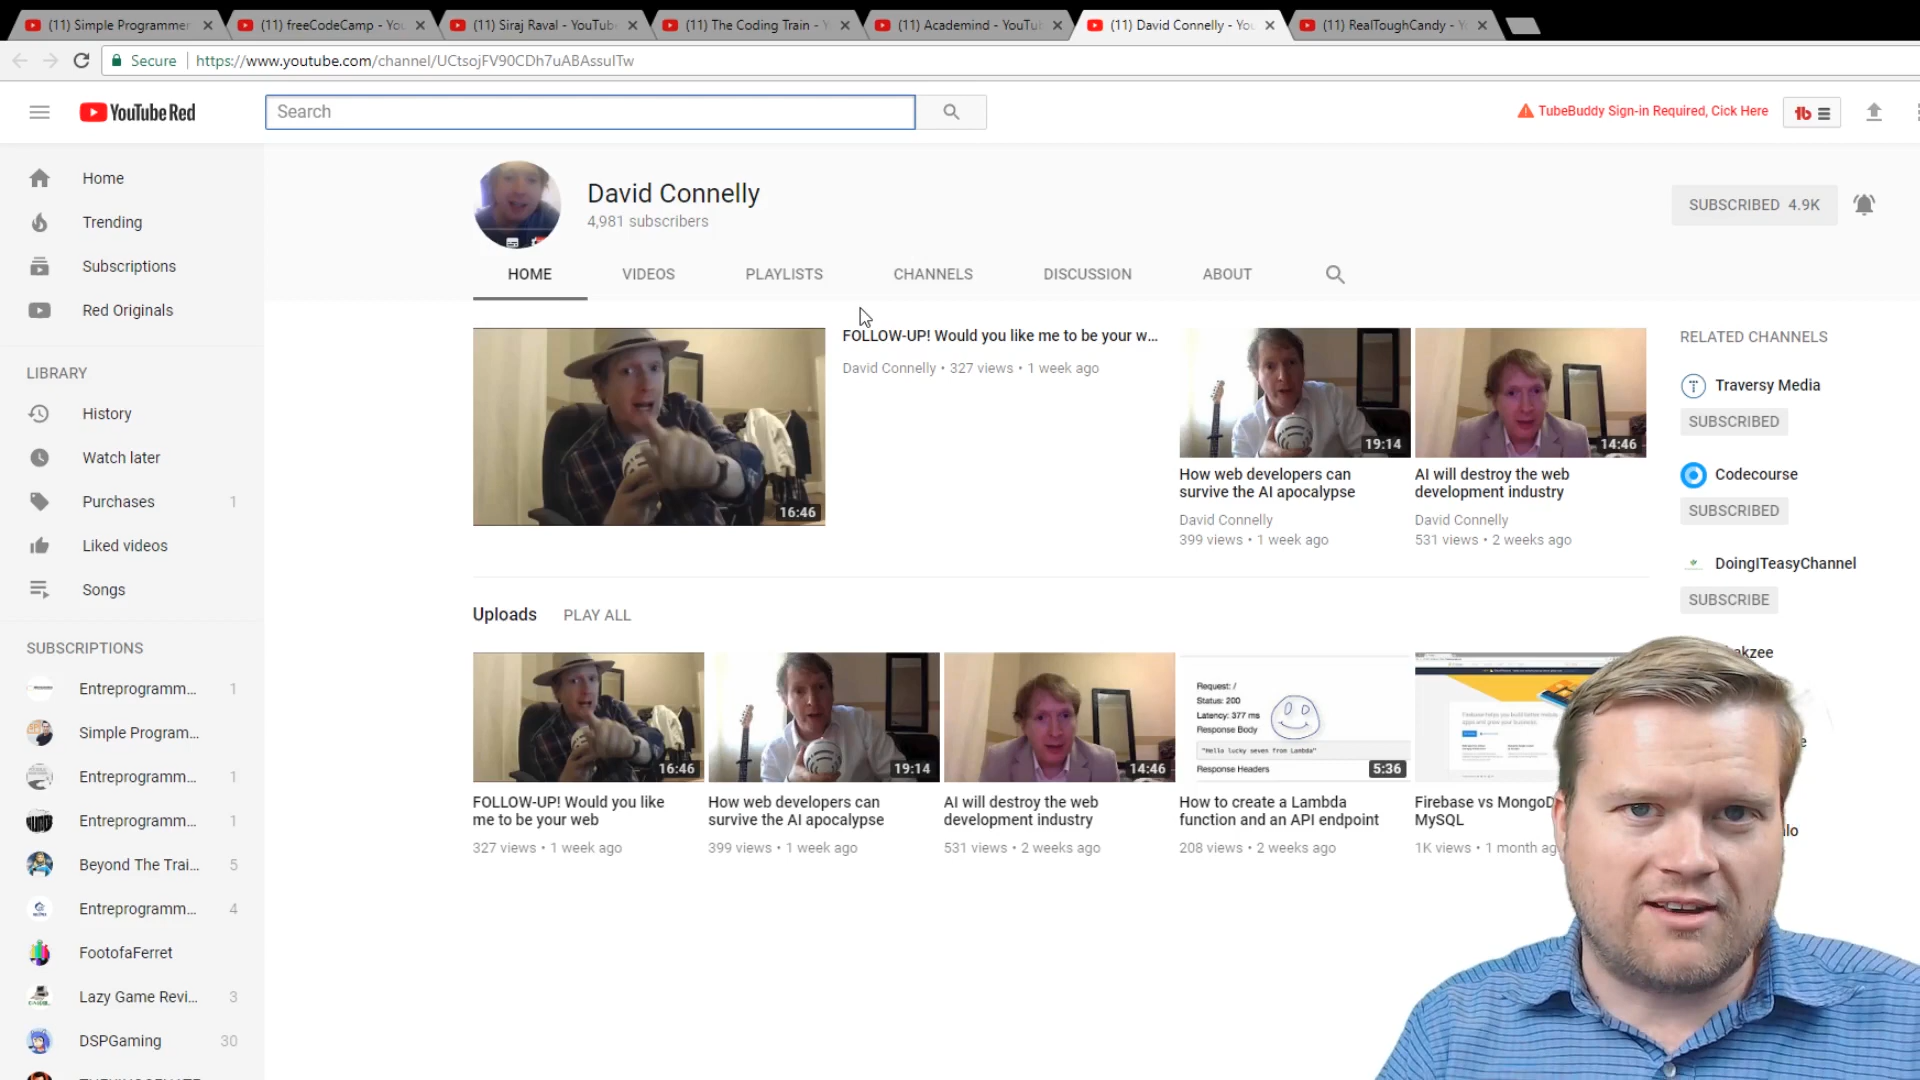 (11) Simple Programmer
(11) freeCodeCamp - You
(11) Siraj Raval - YouTube
(11) The Coding Train - Y
(11) Academind - YouTub
(11) David Connelly - You
(11) RealToughCandy - Yo
Secure
https://www.youtube.com/channel/UCtsojFV90CDh7uABAssulTw
YouTube Red
Search
TubeBuddy Sign-in Required, Cick Here
tb
Home
Trending
Subscriptions
Red Originals
LIBRARY
History
Watch later
Purchases 1
Liked videos
Songs
SUBSCRIPTIONS
Entreprogramm... 1
Simple Program...
Entreprogramm... 1
Entreprogramm... 1
Beyond The Trai... 5
Entreprogramm... 4
FootofaFerret
Lazy Game Revi... 3
DSPGaming 30
David Connelly
4,981 subscribers
SUBSCRIBED 4.9K
HOME VIDEOS PLAYLISTS CHANNELS DISCUSSION ABOUT
16:46
FOLLOW-UP! Would you like me to be your w...
David Connelly • 327 views • 1 week ago
19:14
How web developers can
survive the AI apocalypse
David Connelly
399 views • 1 week ago
14:46
AI will destroy the web
development industry
David Connelly
531 views • 2 weeks ago
RELATED CHANNELS
Traversy Media
SUBSCRIBED
Codecourse
SUBSCRIBED
DoingITeasyChannel
SUBSCRIBE
akzee
e
lo
Uploads PLAY ALL
16:46
FOLLOW-UP! Would you like
me to be your web
327 views • 1 week ago
19:14
How web developers can
survive the AI apocalypse
399 views • 1 week ago
14:46
AI will destroy the web
development industry
531 views • 2 weeks ago
Request: /
Status: 200
Latency: 377 ms
Response Body
"Hello lucky seven from Lambda"
Response Headers
5:36
How to create a Lambda
function and an API endpoint
208 views • 2 weeks ago
Firebase vs MongoD
MySQL
1K views • 1 month ag